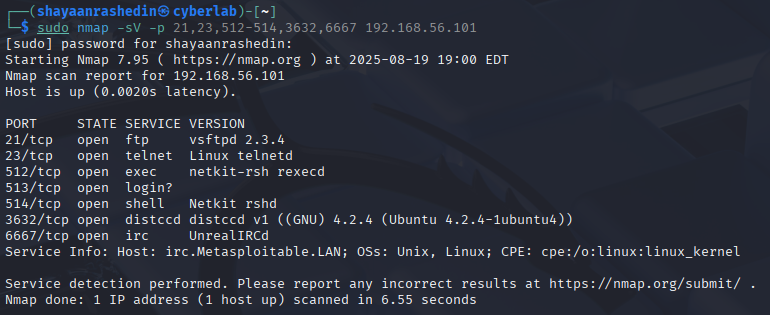 ┌──(shayaanrashedin㉿cyberlab)-[~]
└─$ sudo nmap -sV -p 21,23,512-514,3632,6667 192.168.56.101
[sudo] password for shayaanrashedin:
Starting Nmap 7.95 ( https://nmap.org ) at 2025-08-19 19:00 EDT
Nmap scan report for 192.168.56.101
Host is up (0.0020s latency).

PORT     STATE SERVICE VERSION
21/tcp   open  ftp     vsftpd 2.3.4
23/tcp   open  telnet  Linux telnetd
512/tcp  open  exec    netkit-rsh rexecd
513/tcp  open  login?
514/tcp  open  shell   Netkit rshd
3632/tcp open  distccd distccd v1 ((GNU) 4.2.4 (Ubuntu 4.2.4-1ubuntu4))
6667/tcp open  irc     UnrealIRCd
Service Info: Host: irc.Metasploitable.LAN; OSs: Unix, Linux; CPE: cpe:/o:linux:linux_kernel

Service detection performed. Please report any incorrect results at https://nmap.org/submit/ .
Nmap done: 1 IP address (1 host up) scanned in 6.55 seconds